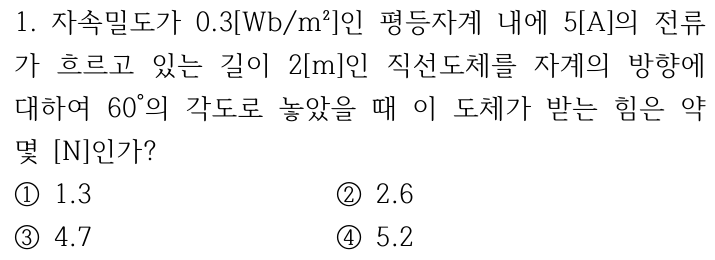 1. 자속밀도가 0.3[Wb/m²]인 평등자계 내에 5[A]의 전류
가 흐르고 있는 길이 2[m]인 직선도체를 자계의 방향에
대하여 60°의 각도로 놓았을 때 이 도체가 받는 힘은 약
몇 [N]인가?
① 1.3 ② 2.6
③ 4.7 ④ 5.2